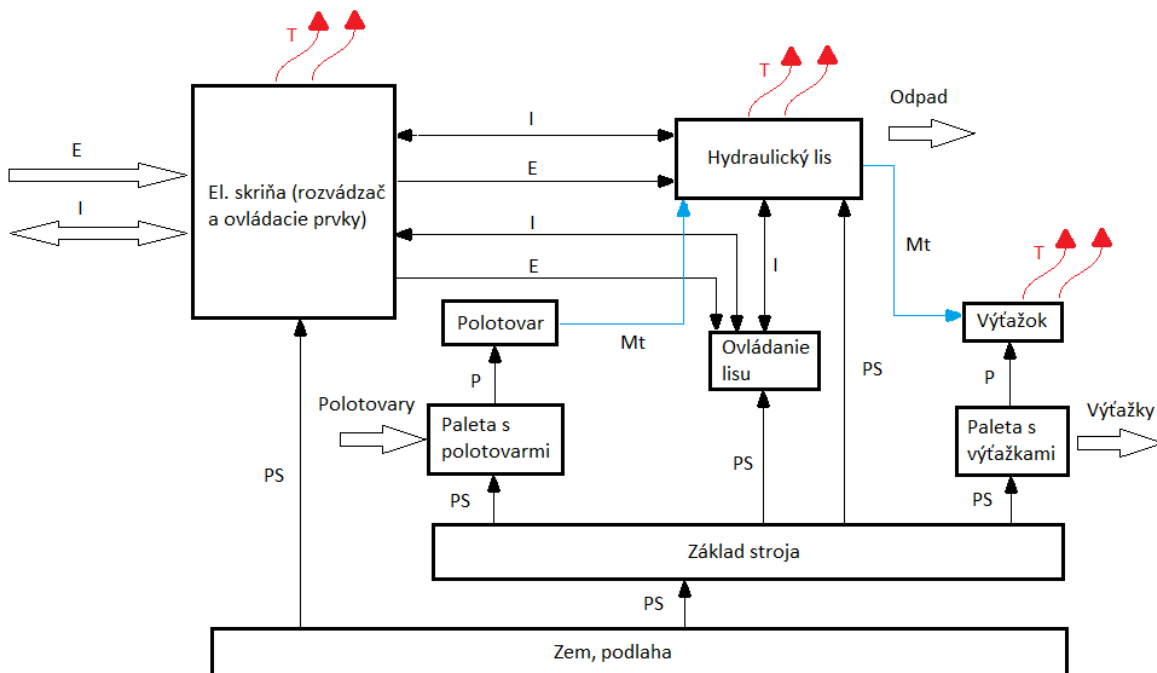 T
T
Odpad
E
I
Hydraulický lis
E
El. skriňa (rozvádzač
a ovládacie prvky)
I
I
T
E
I
Mt
Polotovar
Mt
Výťažok
Ovládanie
lisu
P
PS
P
Polotovary
Paleta s
polotovarmi
Paleta s
výťažkami
Výťažky
PS
PS
PS
PS
Základ stroja
PS
Zem, podlaha